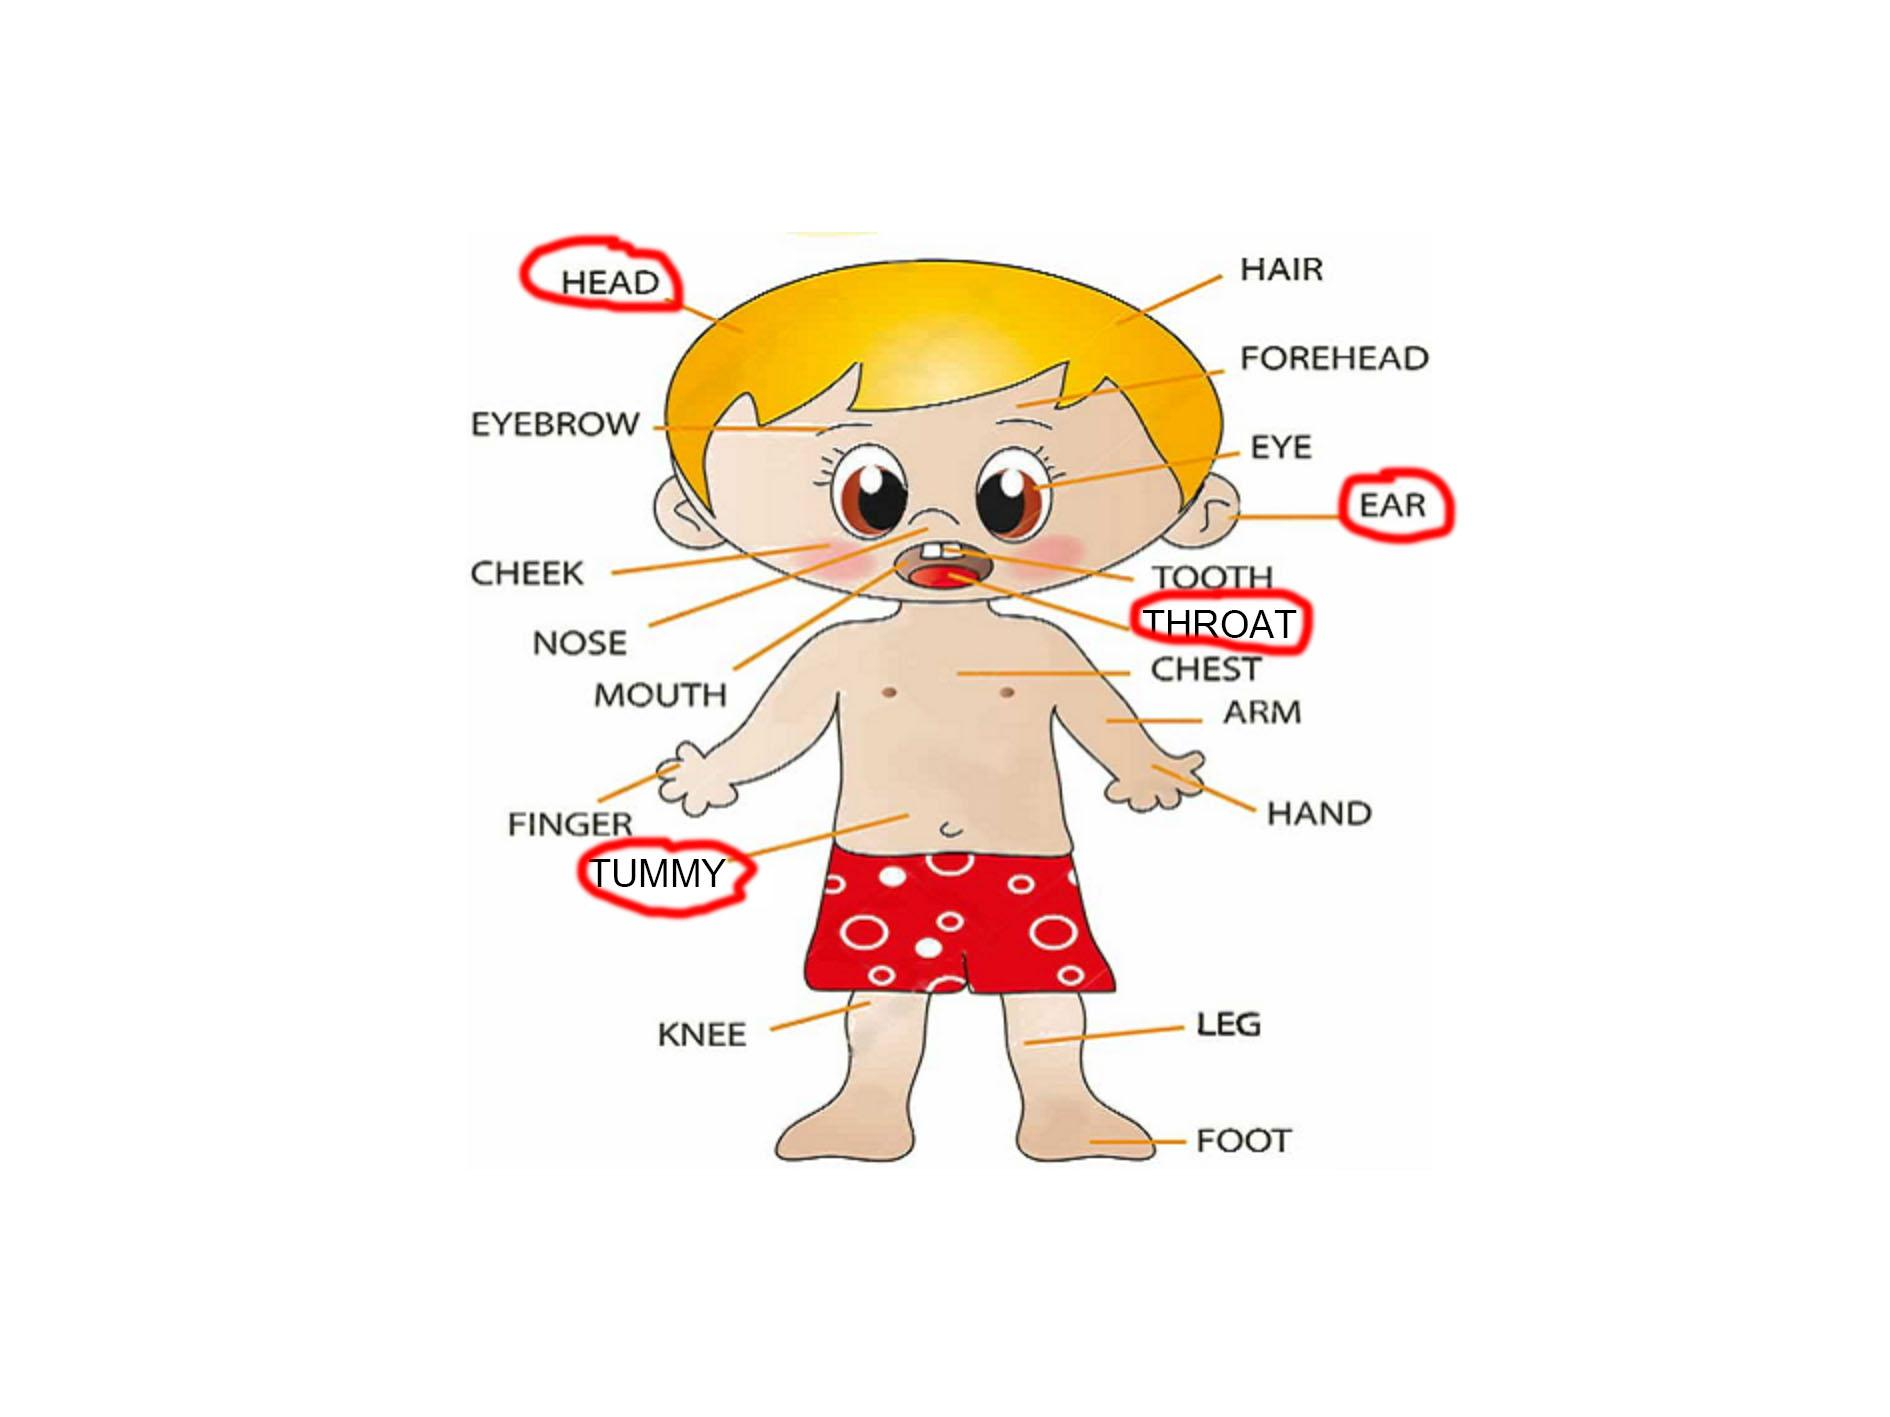 HEAD
HAIR
FOREHEAD
EYEBROW
EYE
EAR
CHEEK
TOOTH
THROAT
NOSE
CHEST
MOUTH
ARM
HAND
FINGER
TUMMY
KNEE
LEG
FOOT